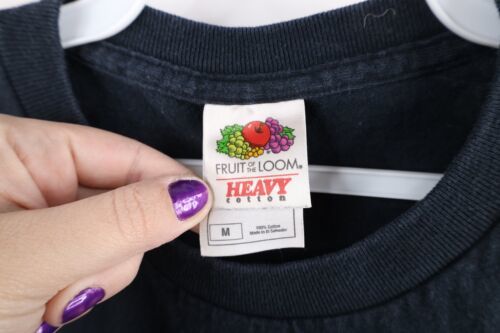 FRUIT OF THE LOOM®
HEAVY
cotton
M
100% Cotton
Made in El Salvador